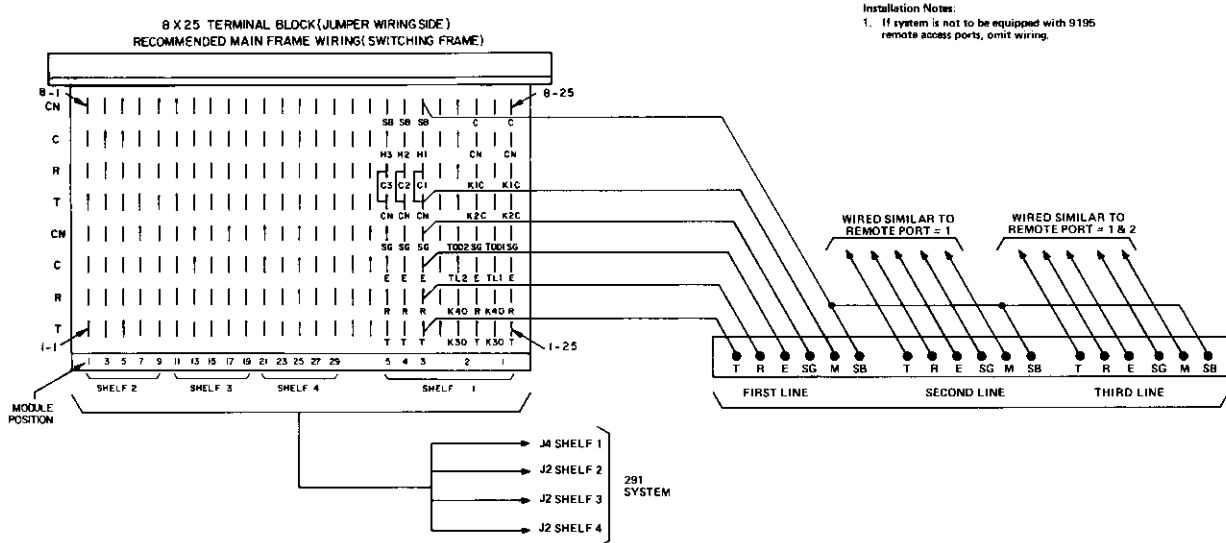 Installation Notes:
1. If system is not to be equipped with 9195
remote access ports, omit wiring.
8 X 25 TERMINAL BLOCK (JUMPER WIRING SIDE)
RECOMMENDED MAIN FRAME WIRING (SWITCHING FRAME)
8-1 8-25
CN
SB SB SB C C
C
H3 H2 H1 CN CN
R
C3 C2 C1 K1C K1C
T
CN CN CN K2C K2C
CN
SG SG SG TOD2 SG TOD1 SG
C
E E E TL2 E TL1 E
R
R R R K4O R K4O R
T
1-1 1-25
T T T K3O T K3O T
1 3 5 7 9 11 13 15 17 19 21 23 25 27 29 5 4 3 2 1
SHELF 2 SHELF 3 SHELF 4 SHELF 1
MODULE
POSITION
WIRED SIMILAR TO
REMOTE PORT = 1
WIRED SIMILAR TO
REMOTE PORT = 1 & 2
T R E SG M SB T R E SG M SB T R E SG M SB
FIRST LINE SECOND LINE THIRD LINE
J4 SHELF 1
J2 SHELF 2
J2 SHELF 3
J2 SHELF 4
291
SYSTEM